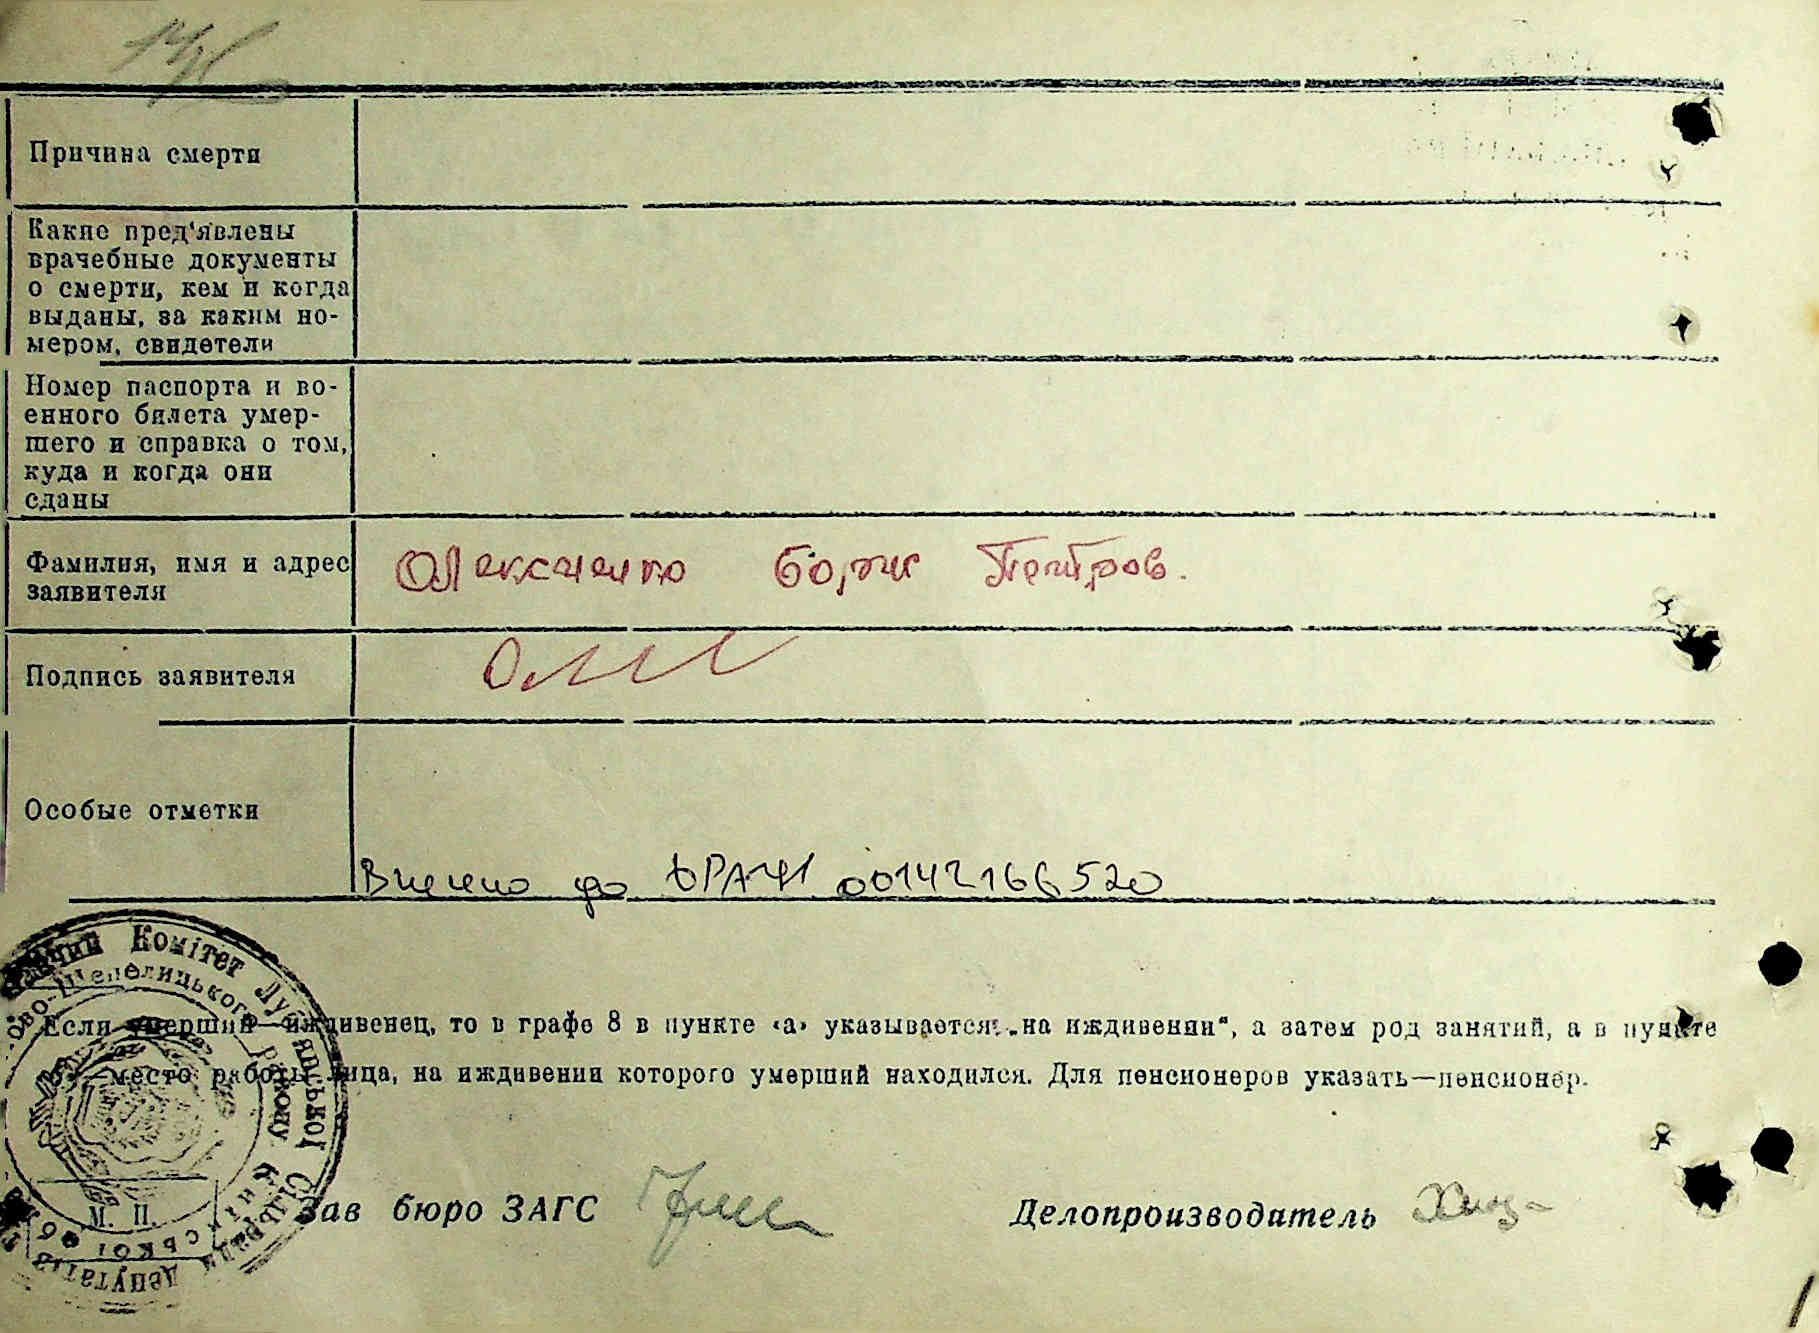 Причина смерти
Какие пред'явлены
врачебные документы
о смерти, кем и когда
выданы, за каким но-
мером, свидетели
Номер паспорта и во-
енного билета умер-
шего и справка о том,
куда и когда они
сданы
Фамилия, имя и адрес
заявителя
Олексиенко Борис Петров.
Подпись заявителя
Особые отметки
Внесено до ДРАЦС 00142166520
Комітет
Если умерший—иждивенец, то в графе 8 в пункте «а» указывается: „на иждивении“, а затем род занятий, а в пункте
место работы лица, на иждивении которого умерший находился. Для пенсионеров указать—пенсионер.
М. П.
Зав бюро ЗАГС
Делопроизводатель